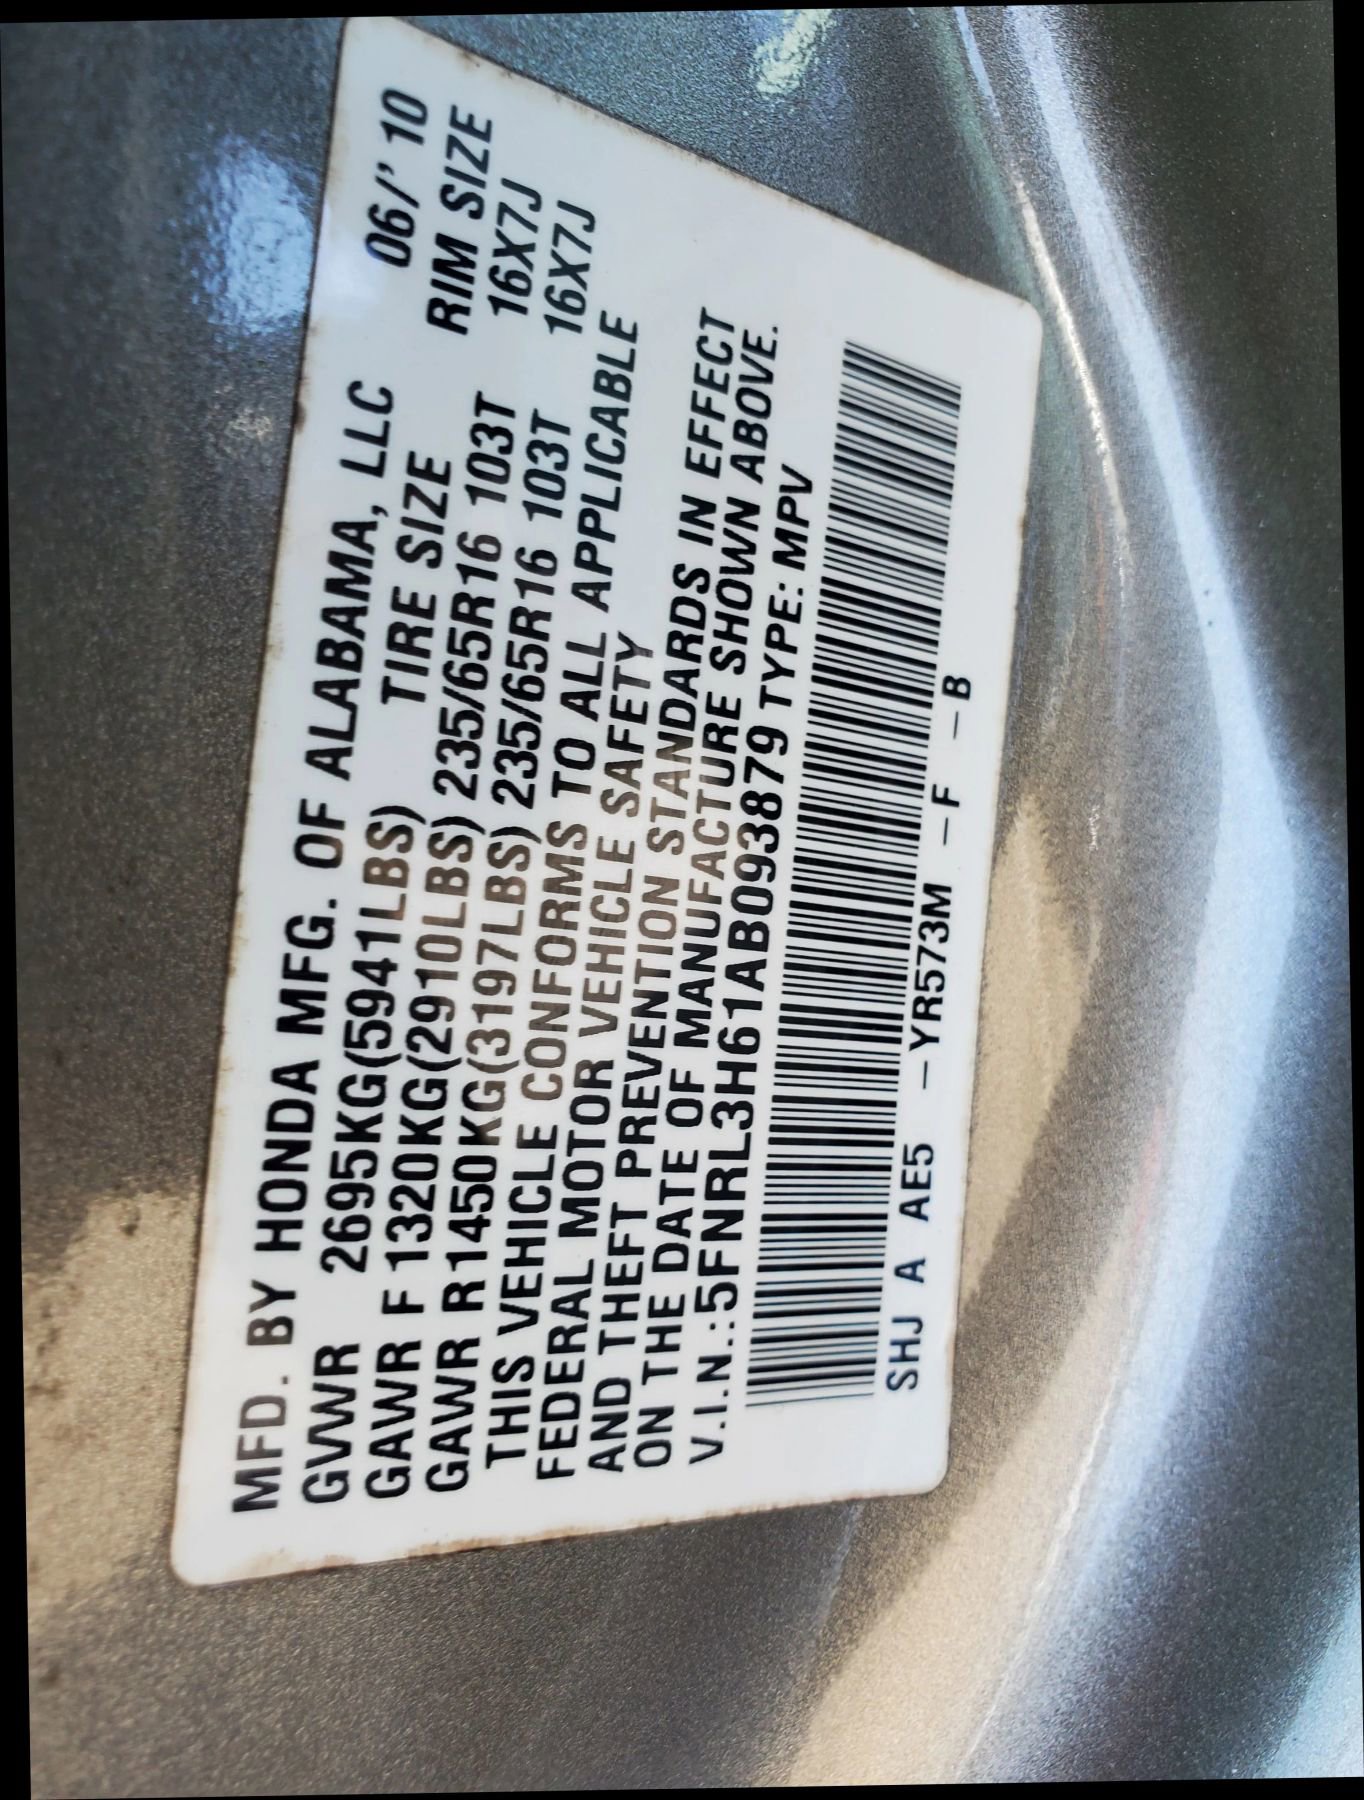 MFD. BY HONDA MFG. OF ALABAMA, LLC 06/' 10
GVWR 2695KG(5941LBS) TIRE SIZE RIM SIZE
GAWR F 1320KG(2910LBS) 235/65R16 103T 16X7J
GAWR R1450KG(3197LBS) 235/65R16 103T 16X7J
THIS VEHICLE CONFORMS TO ALL APPLICABLE
FEDERAL MOTOR VEHICLE SAFETY
AND THEFT PREVENTION STANDARDS IN EFFECT
ON THE DATE OF MANUFACTURE SHOWN ABOVE.
V.I.N.:5FNRL3H61AB093879 TYPE: MPV
SHJ A AE5 –YR573M –F –B